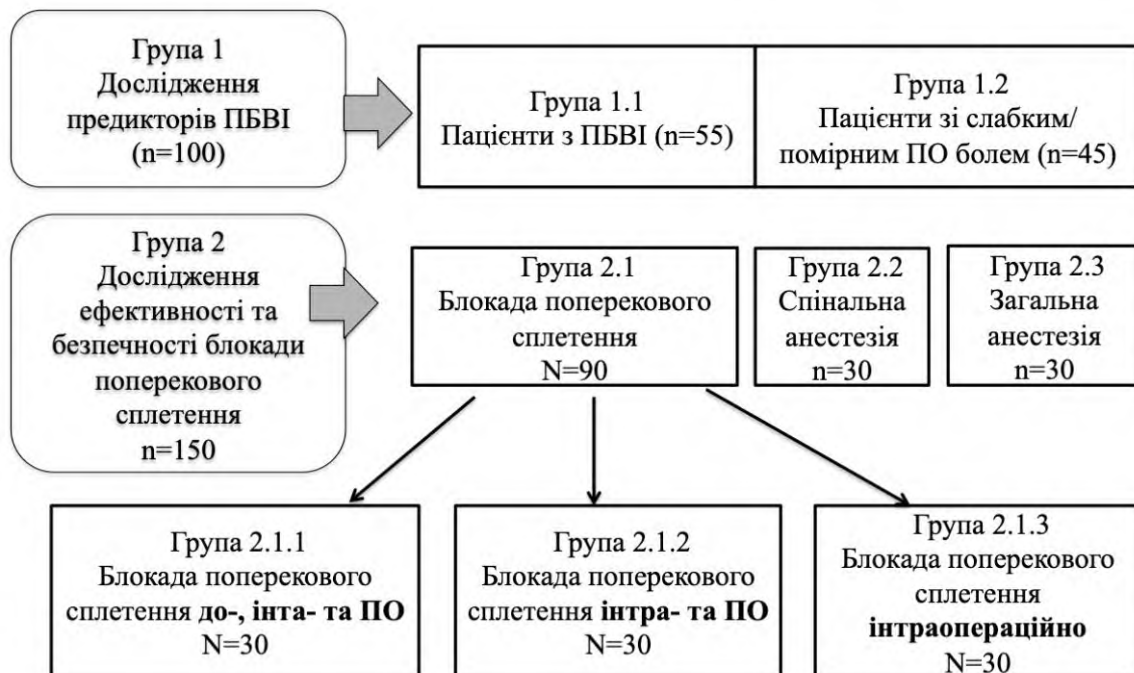 Група 1
Дослідження
предикторів ПБВІ
(n=100)
Група 1.1
Пацієнти з ПБВІ (n=55)
Група 1.2
Пацієнти зі слабким/
помірним ПО болем (n=45)
Група 2
Дослідження
ефективності та
безпечності блокади
поперекового
сплетення
n=150
Група 2.1
Блокада поперекового
сплетення
N=90
Група 2.2
Спінальна
анестезія
n=30
Група 2.3
Загальна
анестезія
n=30
Група 2.1.1
Блокада поперекового
сплетення до-, інта- та ПО
N=30
Група 2.1.2
Блокада поперекового
сплетення інтра- та ПО
N=30
Група 2.1.3
Блокада поперекового
сплетення
інтраопераційно
N=30